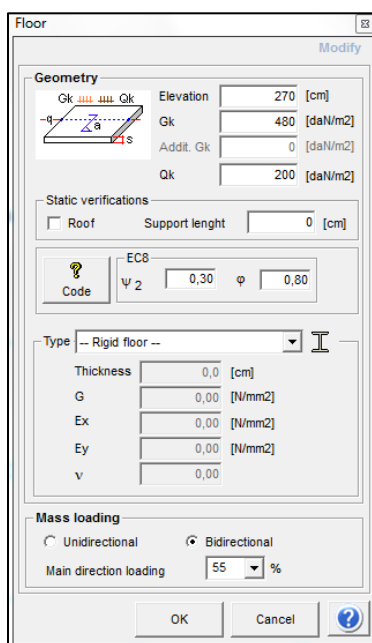 Floor
Modify
Geometry
Gk Qk
q
a
s
Elevation 270 [cm]
Gk 480 [daN/m2]
Addit. Gk 0 [daN/m2]
Qk 200 [daN/m2]
Static verifications
Roof Support lenght 0 [cm]
? Code
EC8
Ψ 2 0,30 φ 0,80
Type -- Rigid floor --
Thickness 0,0 [cm]
G 0,00 [N/mm2]
Ex 0,00 [N/mm2]
Ey 0,00 [N/mm2]
ν 0,00
Mass loading
Unidirectional Bidirectional
Main direction loading 55 %
OK Cancel ?